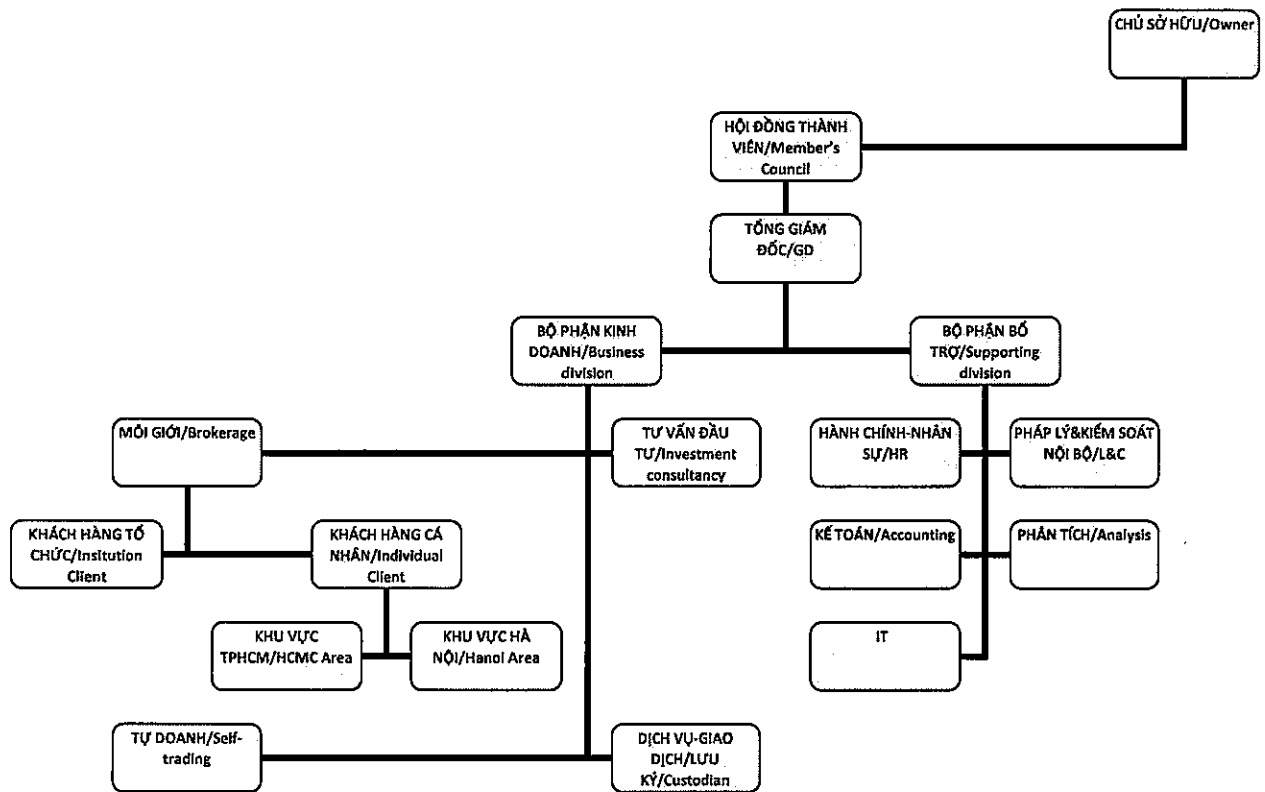 CHỦ SỞ HỮU/Owner
HỘI ĐỒNG THÀNH
VIÊN/Member's
Council
TỔNG GIÁM
ĐỐC/GD
BỘ PHẬN KINH
DOANH/Business
division
BỘ PHẬN BỔ
TRỢ/Supporting
division
MÔI GIỚI/Brokerage
TƯ VẤN ĐẦU
TƯ/Investment
consultancy
HÀNH CHÍNH-NHÂN
SỰ/HR
PHÁP LÝ&KIỂM SOÁT
NỘI BỘ/L&C
KHÁCH HÀNG TỔ
CHỨC/Insitution
Client
KHÁCH HÀNG CÁ
NHÂN/Individual
Client
KẾ TOÁN/Accounting
PHÂN TÍCH/Analysis
KHU VỰC
TPHCM/HCMC Area
KHU VỰC HÀ
NỘI/Hanoi Area
IT
TỰ DOANH/Self-
trading
DỊCH VỤ-GIAO
DỊCH/LƯU
KÝ/Custodian